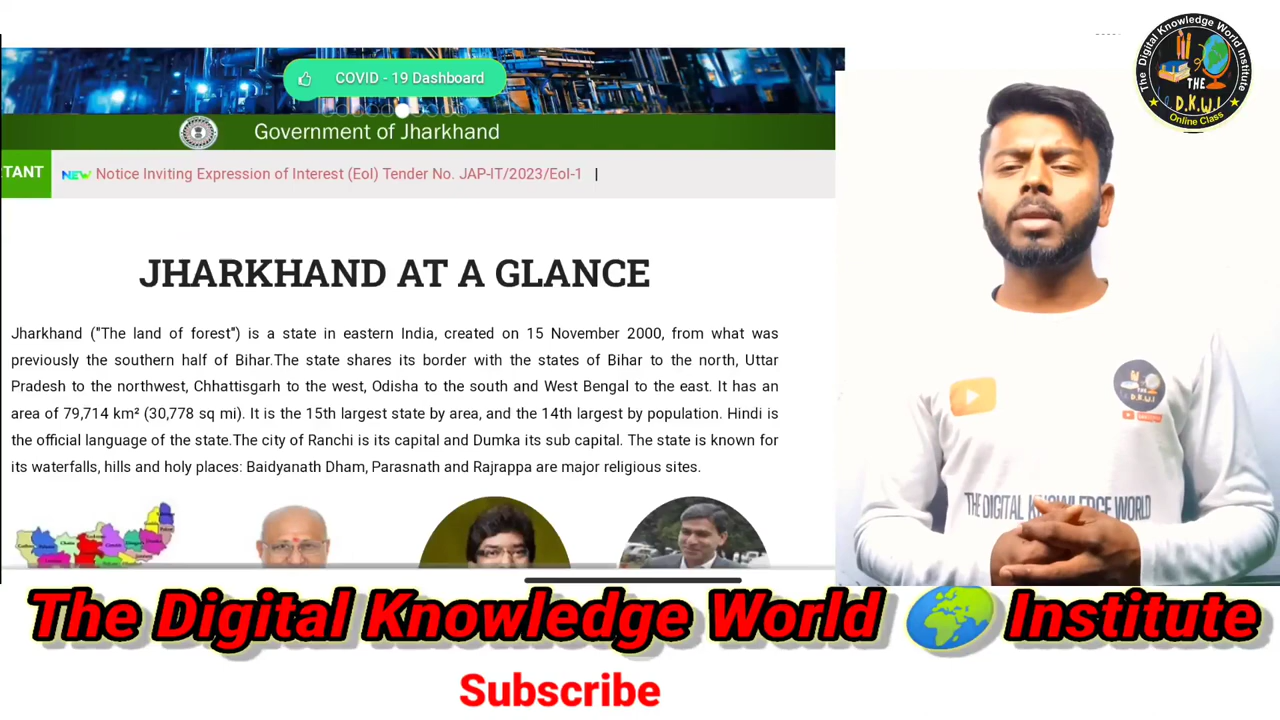 COVID - 19 Dashboard
Government of Jharkhand
TANT
NEW Notice Inviting Expression of Interest (EoI) Tender No. JAP-IT/2023/EoI-1 |
JHARKHAND AT A GLANCE
Jharkhand ("The land of forest") is a state in eastern India, created on 15 November 2000, from what was
previously the southern half of Bihar.The state shares its border with the states of Bihar to the north, Uttar
Pradesh to the northwest, Chhattisgarh to the west, Odisha to the south and West Bengal to the east. It has an
area of 79,714 km² (30,778 sq mi). It is the 15th largest state by area, and the 14th largest by population. Hindi is
the official language of the state.The city of Ranchi is its capital and Dumka its sub capital. The state is known for
its waterfalls, hills and holy places: Baidyanath Dham, Parasnath and Rajrappa are major religious sites.
The Digital Knowledge World Institute
THE
D.K.W.I
Online Class
D.K.W.I
THE DIGITAL KNOWLEDGE WORLD
The Digital Knowledge World Institute
Subscribe